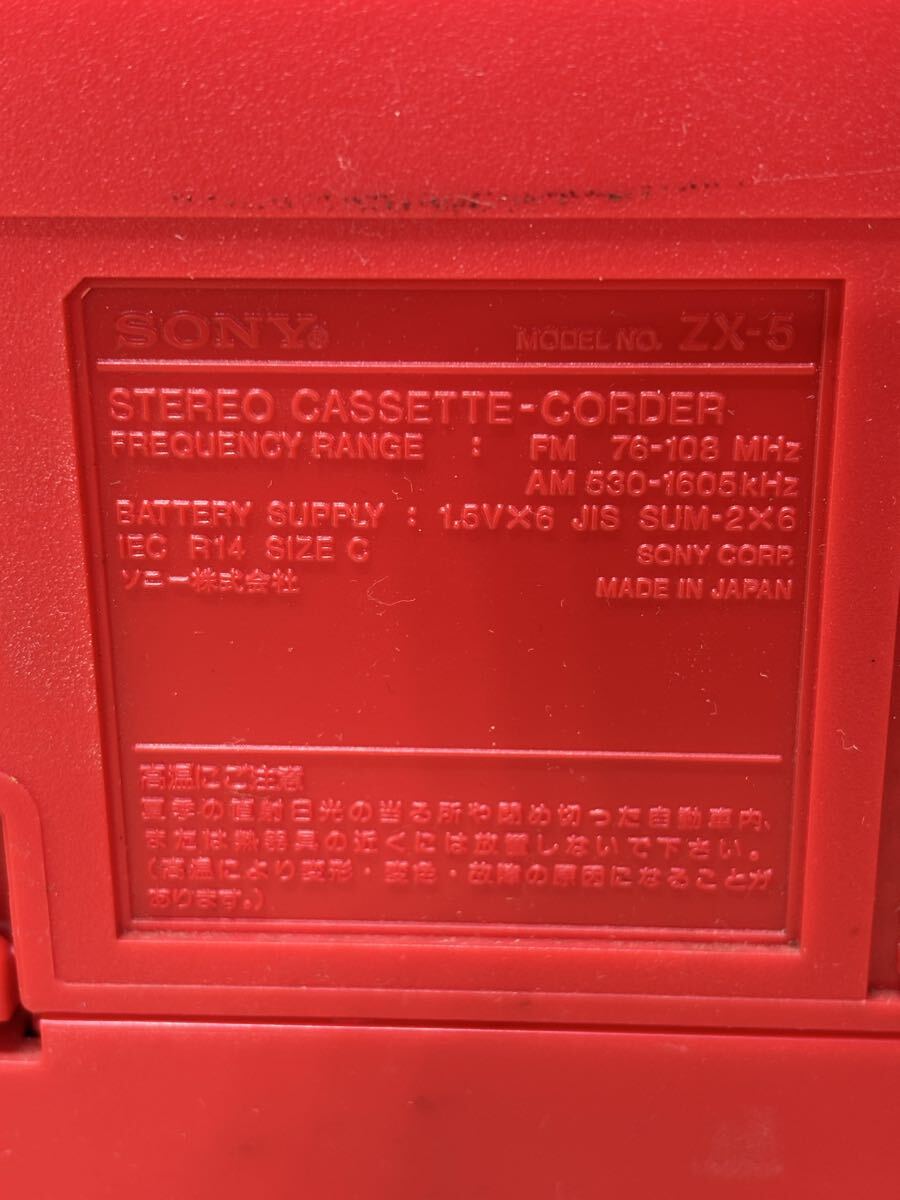 SONY®
MODEL NO. ZX-5
STEREO CASSETTE-CORDER
FREQUENCY RANGE : FM 76-108 MHz
AM 530-1605kHz
BATTERY SUPPLY : 1.5V×6 JIS SUM-2×6
IEC R14 SIZE C
SONY CORP.
ソニー株式会社
MADE IN JAPAN
高温にご注意
夏季の直射日光の当る所や閉め切った自動車内、
または熱器具の近くには放置しないで下さい。
(高温により変形・変色・故障の原因になることが
あります。)